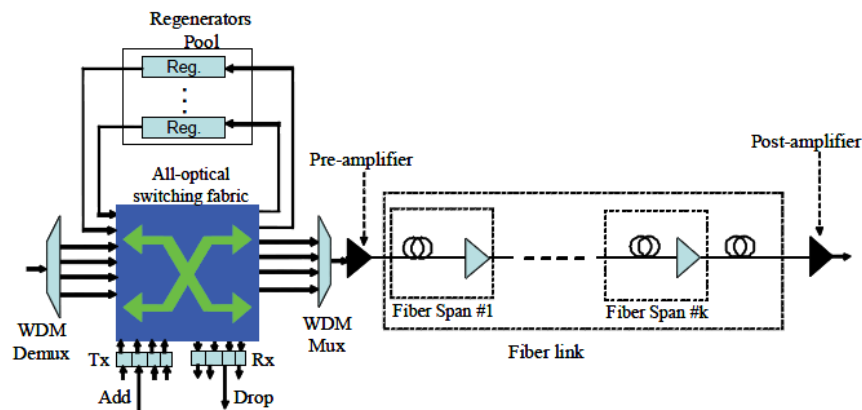 Regenerators
Pool
Reg.
Reg.
All-optical
switching fabric
Pre-amplifier
Post-amplifier
WDM
Demux
WDM
Mux
Fiber Span #1
Fiber Span #k
Fiber link
Tx
Rx
Add
Drop